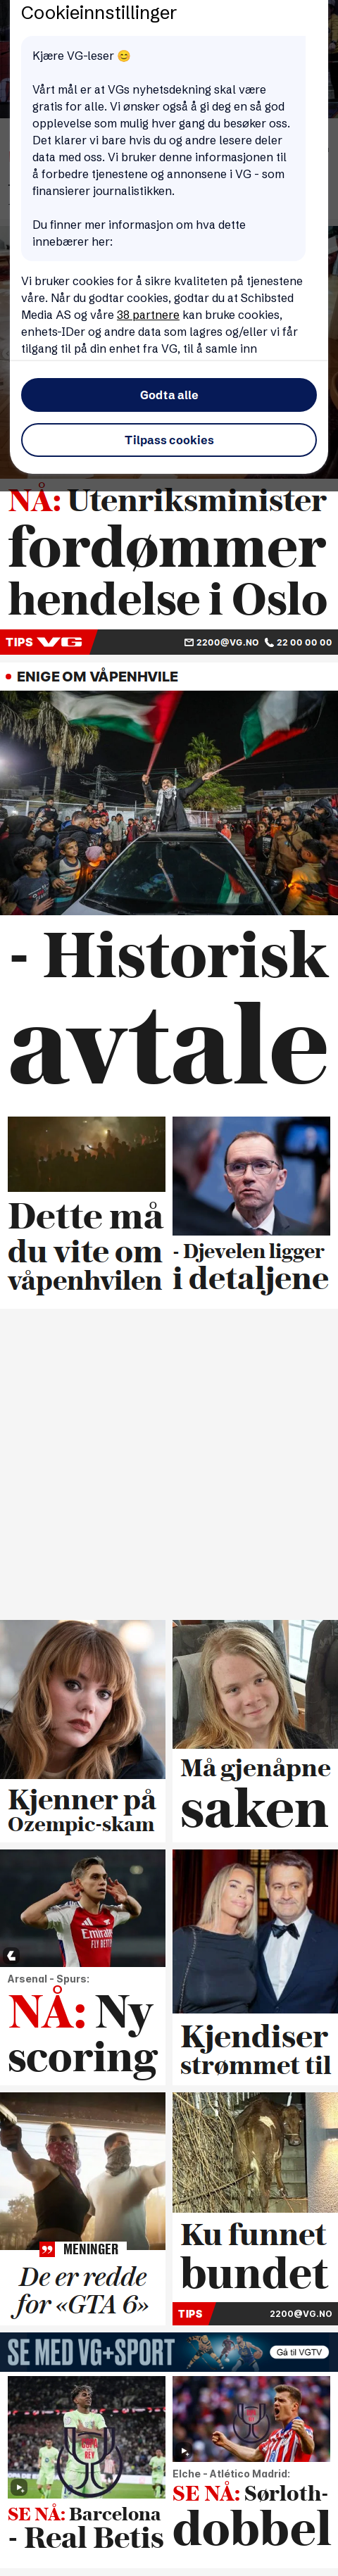 Cookieinnstillinger
Kjære VG-leser 😊
Vårt mål er at VGs nyhetsdekning skal være
gratis for alle. Vi ønsker også å gi deg en så god
opplevelse som mulig hver gang du besøker oss.
Det klarer vi bare hvis du og andre lesere deler
data med oss. Vi bruker denne informasjonen til
å forbedre tjenestene og annonsene i VG - som
finansierer journalistikken.
Du finner mer informasjon om hva dette
innebærer her:
Vi bruker cookies for å sikre kvaliteten på tjenestene
våre. Når du godtar cookies, godtar du at Schibsted
Media AS og våre 38 partnere kan bruke cookies,
enhets-IDer og andre data som lagres og/eller vi får
tilgang til på din enhet fra VG, til å samle inn
Godta alle
Tilpass cookies
NÅ: Utenriksminister
fordømmer
hendelse i Oslo
TIPS VG 2200@VG.NO 22 00 00 00
ENIGE OM VÅPENHVILE
- Historisk
avtale
Dette må
du vite om
våpenhvilen
- Djevelen ligger
i detaljene
Kjenner på
Ozempic-skam
Må gjenåpne
saken
Emirates
FLY BETTER
Arsenal - Spurs:
NÅ: Ny
scoring
Kjendiser
strømmet til
MENINGER
De er redde
for «GTA 6»
Ku funnet
bundet
TIPS 2200@VG.NO
SE MED VG+SPORT Gå til VGTV
SE NÅ: Barcelona
- Real Betis
Elche - Atlético Madrid:
SE NÅ: Sørloth-
dobbel